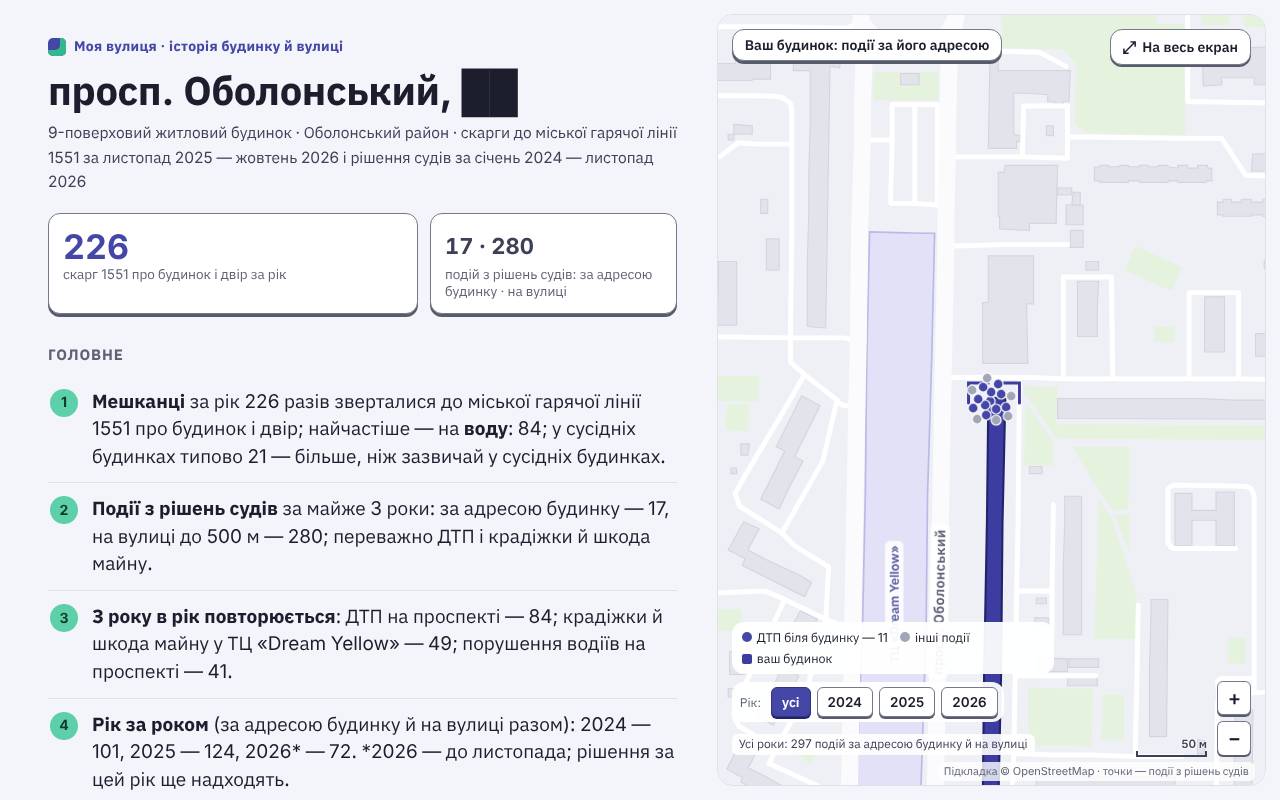 Моя вулиця · історія будинку й вулиці
просп. Оболонський,
9-поверховий житловий будинок · Оболонський район · скарги до міської гарячої лінії
1551 за листопад 2025 — жовтень 2026 і рішення судів за січень 2024 — листопад
2026
226
скарг 1551 про будинок і двір за рік
17 · 280
подій з рішень судів: за адресою
будинку · на вулиці
ГОЛОВНЕ
1
Мешканці за рік 226 разів зверталися до міської гарячої лінії
1551 про будинок і двір; найчастіше — на воду: 84; у сусідніх
будинках типово 21 — більше, ніж зазвичай у сусідніх будинках.
2
Події з рішень судів за майже 3 роки: за адресою будинку — 17,
на вулиці до 500 м — 280; переважно ДТП і крадіжки й шкода
майну.
3
З року в рік повторюється: ДТП на проспекті — 84; крадіжки й
шкода майну у ТЦ «Dream Yellow» — 49; порушення водіїв на
проспекті — 41.
4
Рік за роком (за адресою будинку й на вулиці разом): 2024 —
101, 2025 — 124, 2026* — 72. *2026 — до листопада; рішення за
цей рік ще надходять.
Ваш будинок: події за його адресою
На весь екран
ТЦ «Dream Yellow»
просп. Оболонський
ДТП біля будинку — 11 інші події
ваш будинок
Рік: усі 2024 2025 2026
Усі роки: 297 подій за адресою будинку й на вулиці
+
−
50 м
Підкладка © OpenStreetMap · точки — події з рішень судів